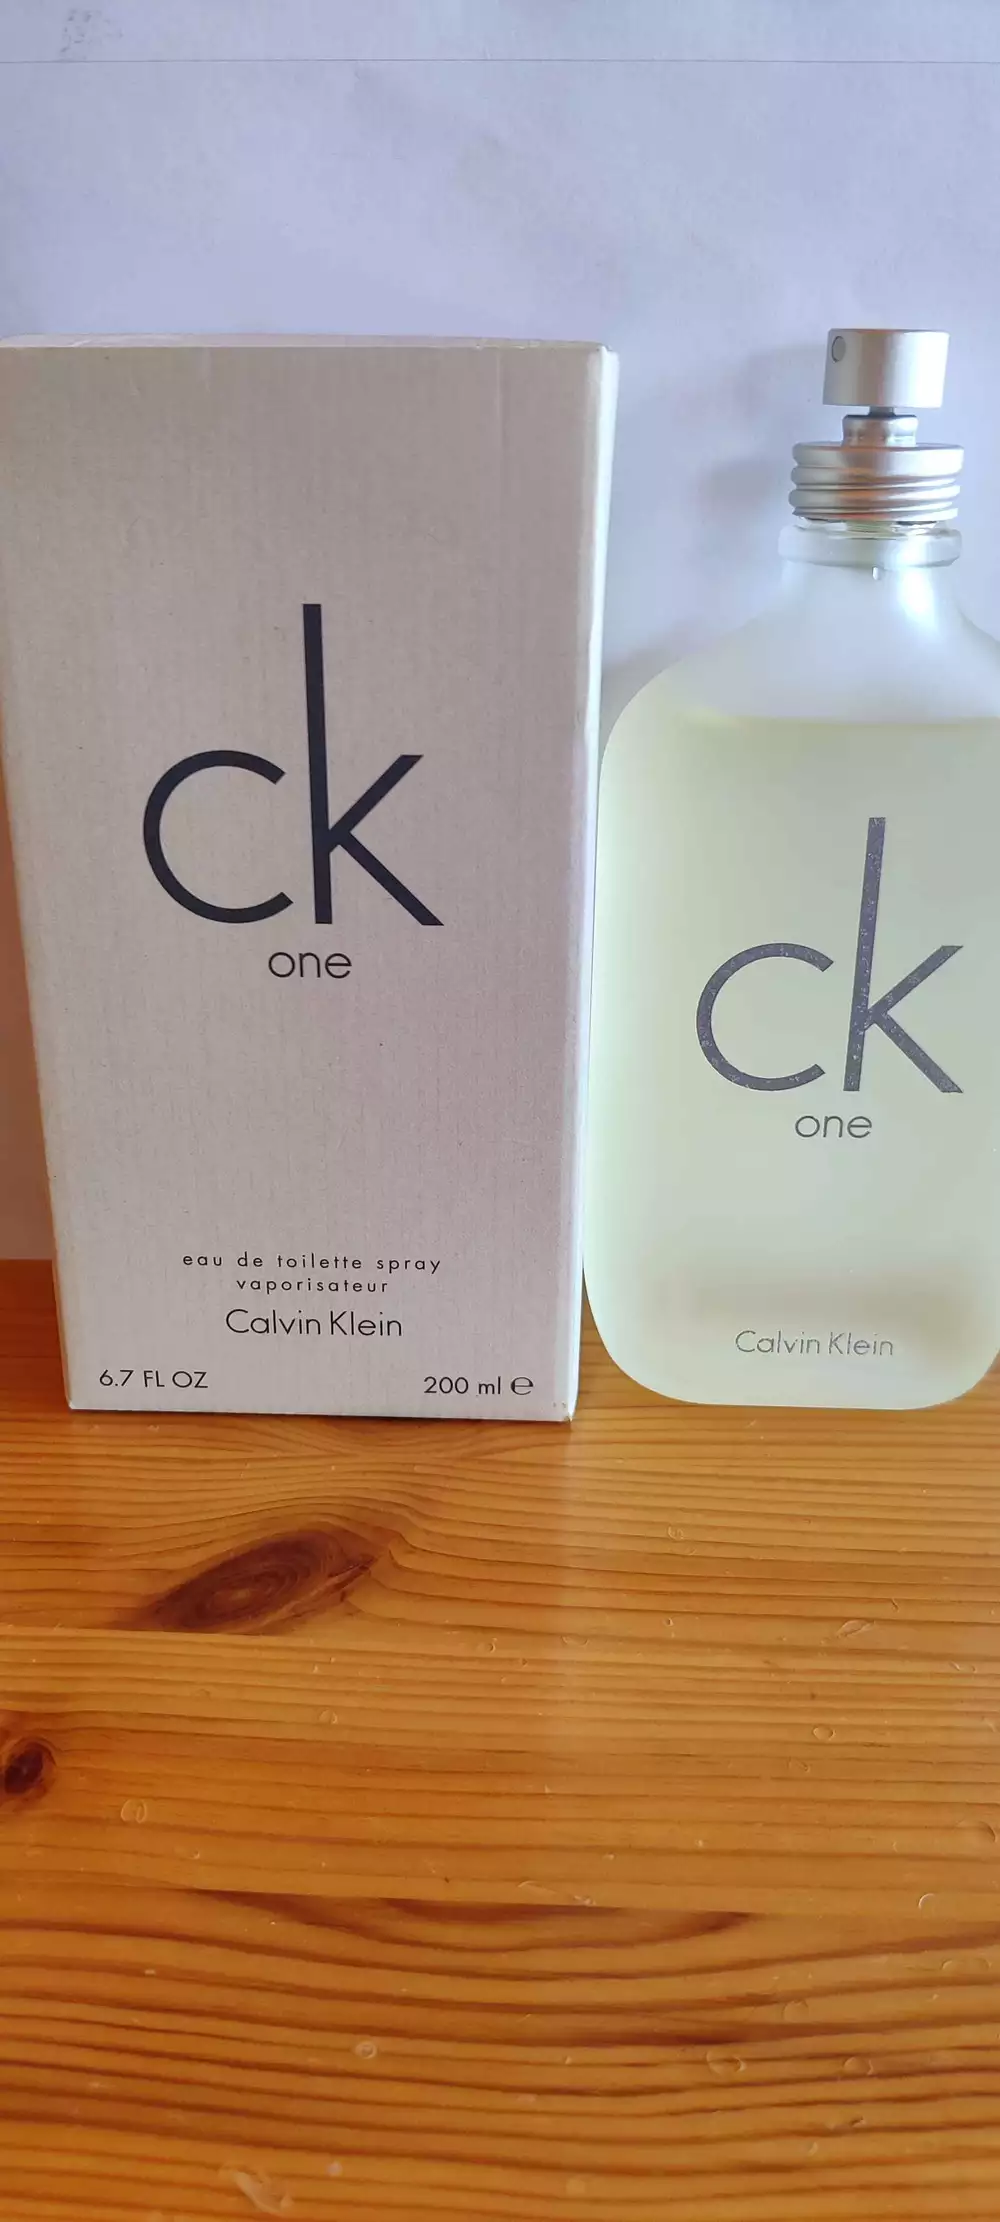 ck
one
eau de toilette spray
vaporisateur
Calvin Klein
6.7 FL OZ
200 ml ℮
ck
one
Calvin Klein